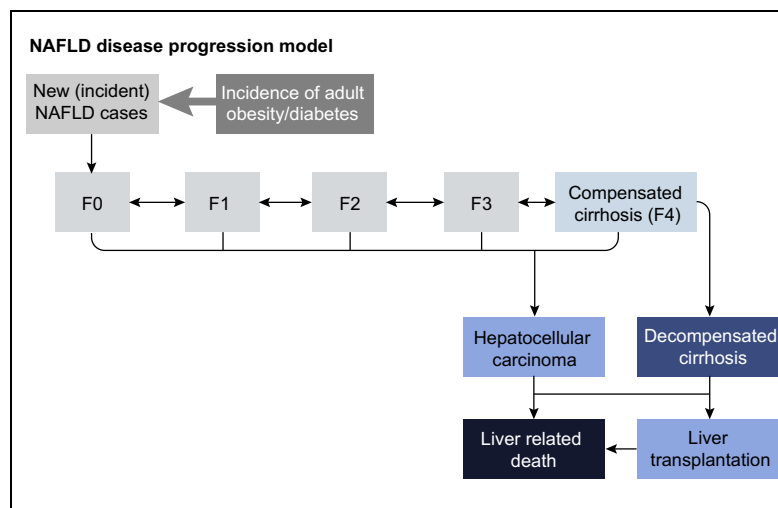 NAFLD disease progression model
New (incident)
NAFLD cases
Incidence of adult
obesity/diabetes
F0
F1
F2
F3
Compensated
cirrhosis (F4)
Hepatocellular
carcinoma
Decompensated
cirrhosis
Liver related
death
Liver
transplantation